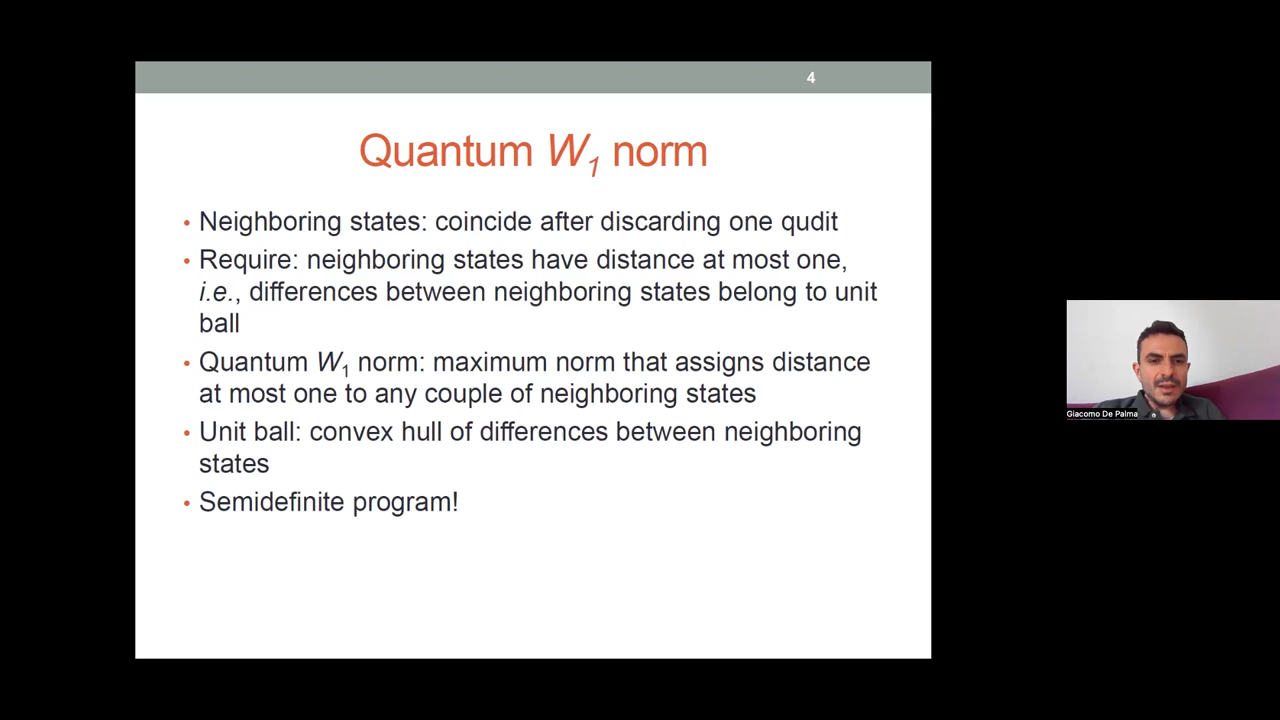 4
Quantum W1 norm
• Neighboring states: coincide after discarding one qudit
• Require: neighboring states have distance at most one,
i.e., differences between neighboring states belong to unit
ball
• Quantum W1 norm: maximum norm that assigns distance
at most one to any couple of neighboring states
• Unit ball: convex hull of differences between neighboring
states
• Semidefinite program!
Giacomo De Palma